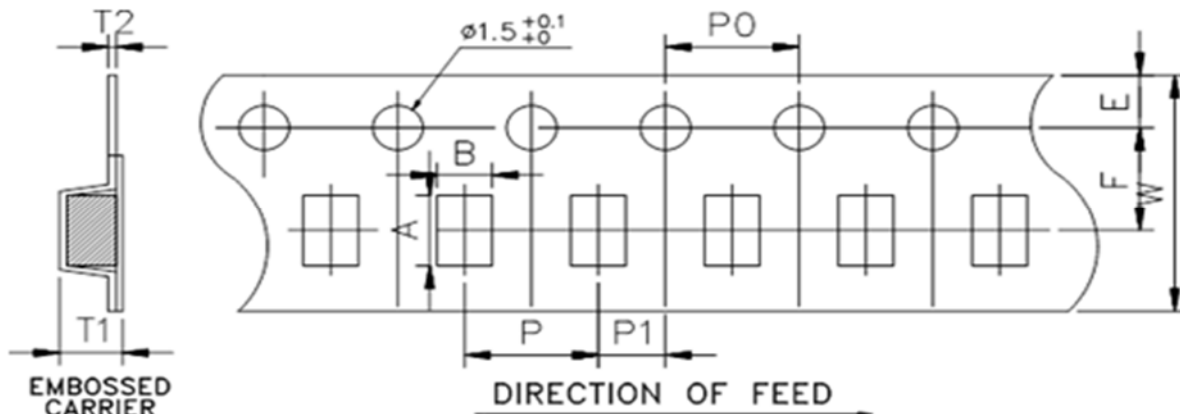 T2
ø1.5 +0.1
+0
P0
E
B
F
A
W
T1
P
P1
EMBOSSED
CARRIER
DIRECTION OF FEED